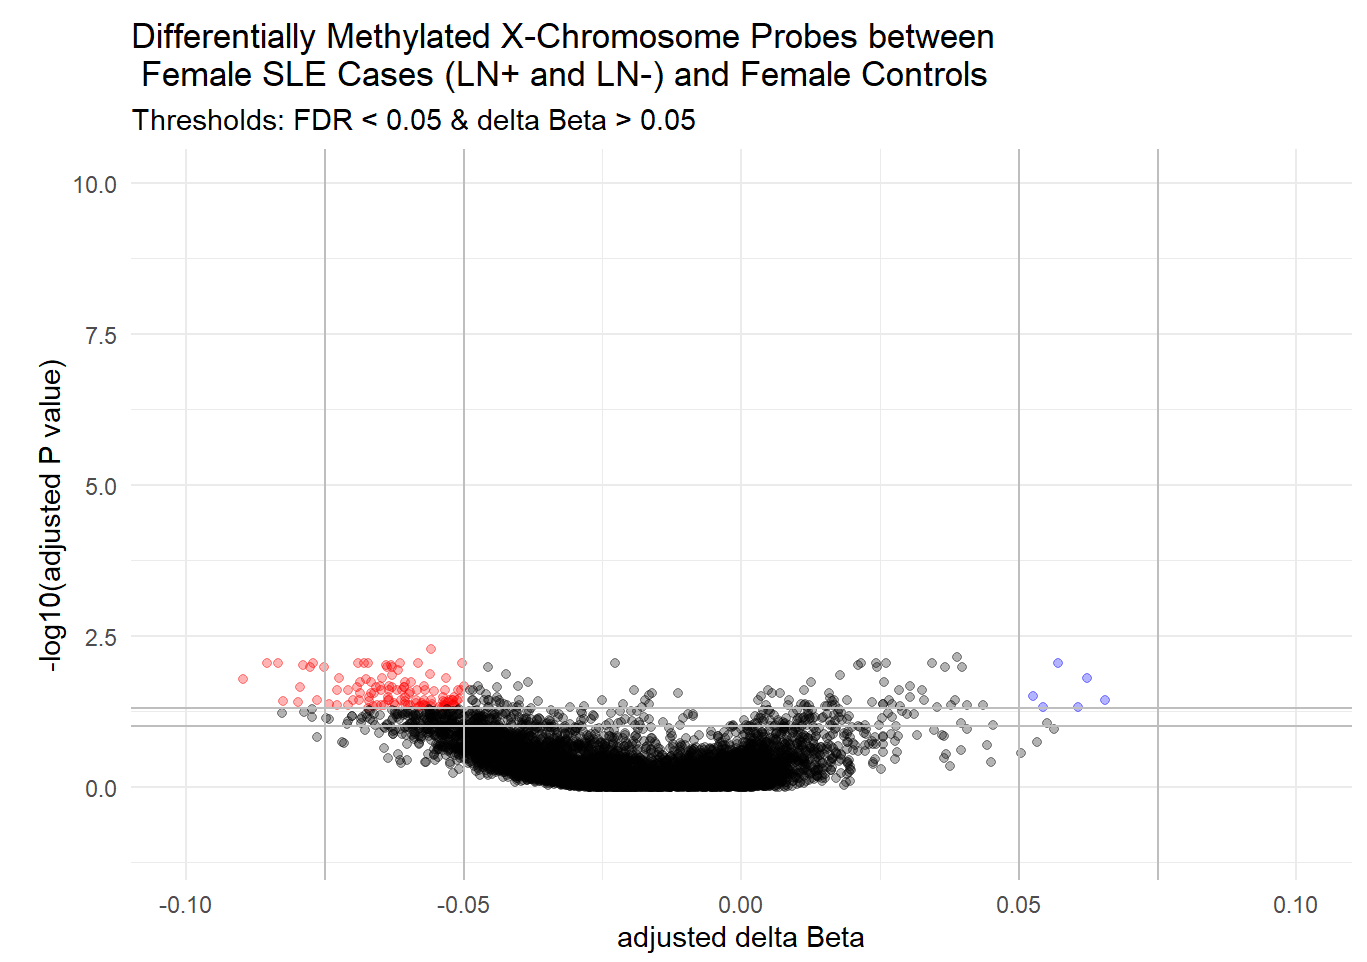 Differentially Methylated X-Chromosome Probes between
Female SLE Cases (LN+ and LN-) and Female Controls
Thresholds: FDR < 0.05 & delta Beta > 0.05
10.0
7.5
5.0
2.5
0.0
-log10(adjusted P value)
-0.10
-0.05
0.00
0.05
0.10
adjusted delta Beta